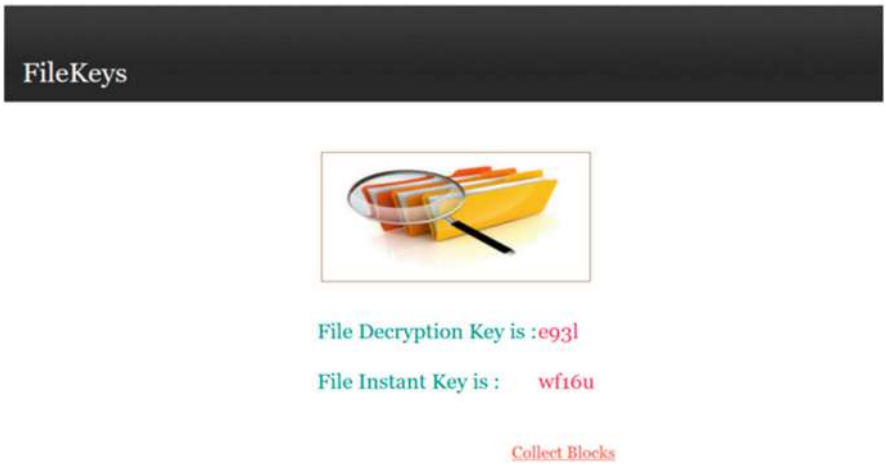 FileKeys
File Decryption Key is :e93l
File Instant Key is : wf16u
Collect Blocks